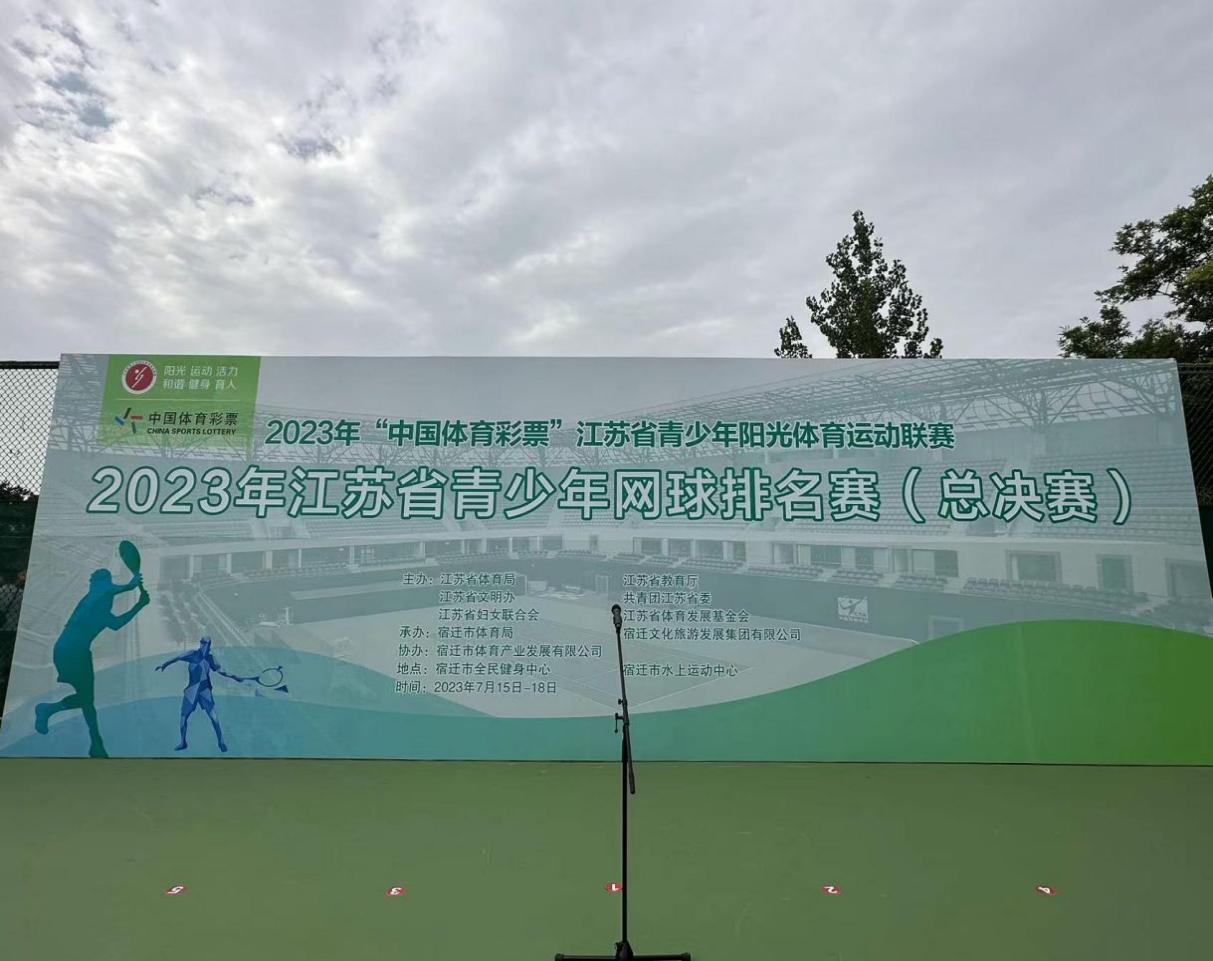 阳光 运动 活力
和谐 健身 育人
中国体育彩票
CHINA SPORTS LOTTERY
2023年“中国体育彩票”江苏省青少年阳光体育运动联赛
2023年江苏省青少年网球排名赛（总决赛）
主办：江苏省体育局 江苏省教育厅
江苏省文明办 共青团江苏省委
江苏省妇女联合会 江苏省体育发展基金会
承办：宿迁市体育局 宿迁文化旅游发展集团有限公司
协办：宿迁市体育产业发展有限公司
地点：宿迁市全民健身中心 宿迁市水上运动中心
时间：2023年7月15日-18日
5 3 1 2 4